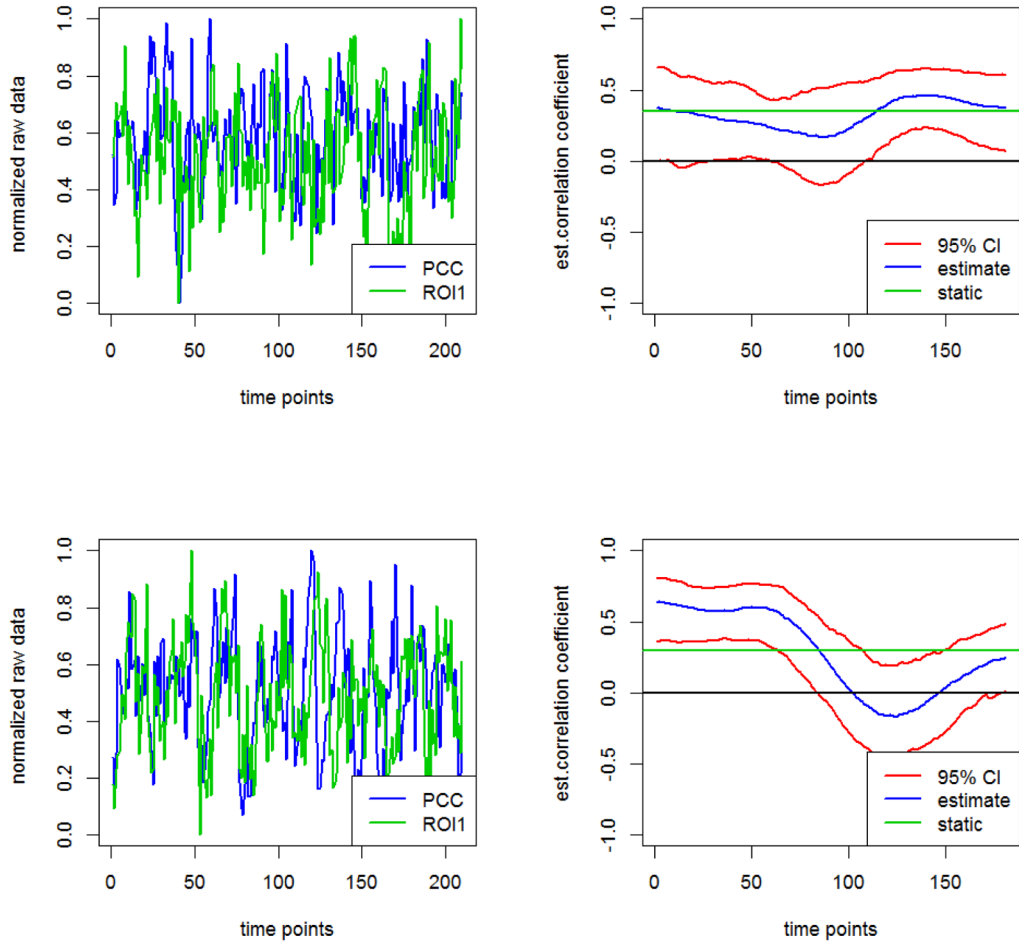 normalized raw data
1.0
0.8
0.6
0.4
0.2
0.0
PCC
ROI1
0
50
100
150
200
time points
est.correlation coefficient
1.0
0.5
0.0
-0.5
-1.0
95% CI
estimate
static
0
50
100
150
time points
normalized raw data
1.0
0.8
0.6
0.4
0.2
0.0
PCC
ROI1
0
50
100
150
200
time points
est.correlation coefficient
1.0
0.5
0.0
-0.5
-1.0
95% CI
estimate
static
0
50
100
150
time points